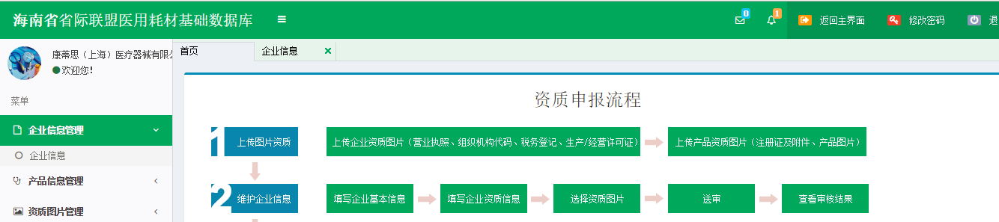 海南省省际联盟医用耗材基础数据库
0
1
返回主界面
修改密码
退
康蒂思（上海）医疗器械有限公
欢迎您!
首页
企业信息
菜单
企业信息管理
企业信息
产品信息管理
资质图片管理
资质申报流程
1
上传图片资质
上传企业资质图片（营业执照、组织机构代码、税务登记、生产/经营许可证）
上传产品资质图片（注册证及附件、产品图片）
2
维护企业信息
填写企业基本信息
填写企业资质信息
选择资质图片
送审
查看审核结果